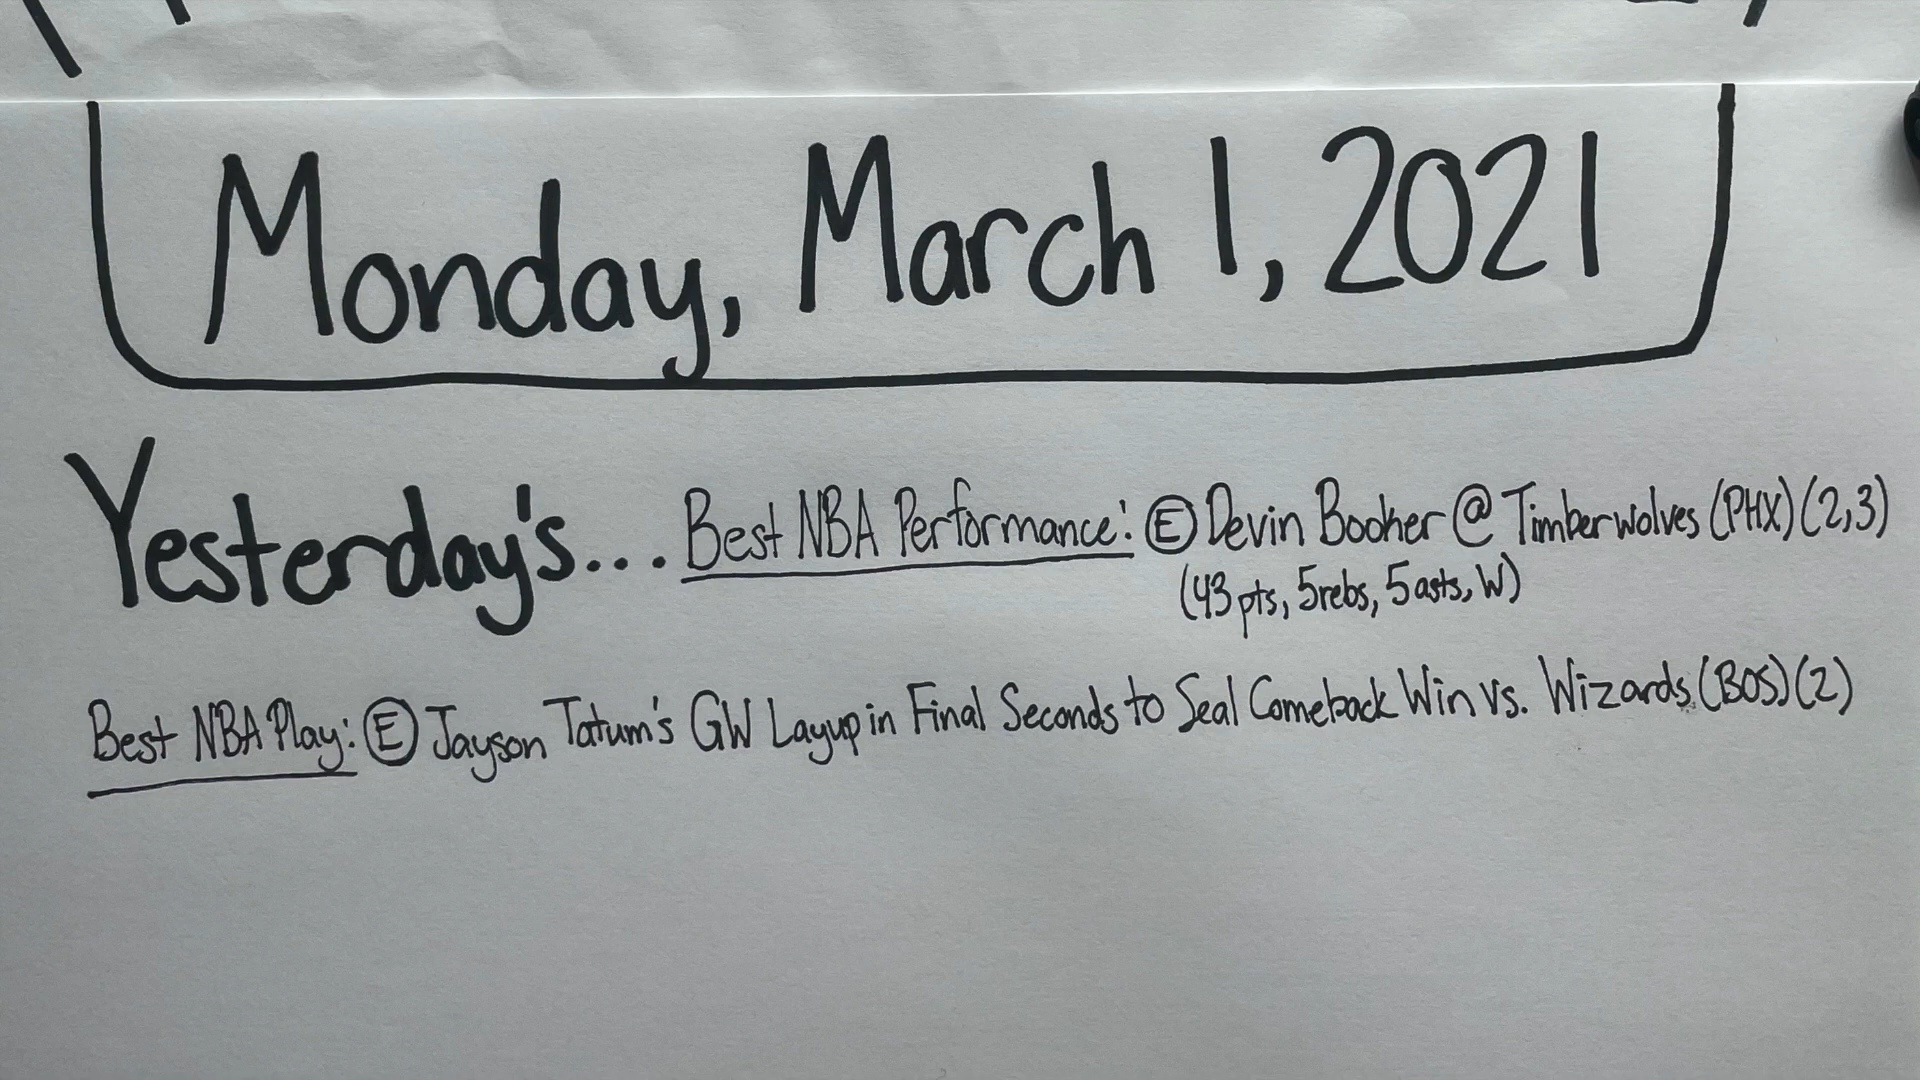 Monday, March 1, 2021
Yesterday's... Best NBA Performance: Ⓔ Devin Booker @ Timberwolves (PHX) (2,3)
(43 pts, 5 rebs, 5 asts, W)
Best NBA Play: Ⓔ Jayson Tatum's GW Layup in Final Seconds to Seal Comeback Win vs. Wizards (BOS) (2)